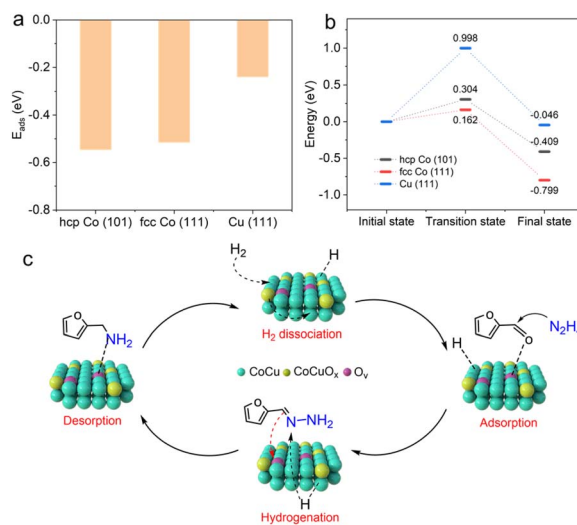 a
0.0
-0.2
-0.4
-0.6
-0.8
E_ads (eV)
hcp Co (101)
fcc Co (111)
Cu (111)
b
1.0
0.5
0.0
-0.5
-1.0
Energy (eV)
0.998
0.304
0.162
-0.046
-0.409
-0.799
hcp Co (101)
fcc Co (111)
Cu (111)
Initial state
Transition state
Final state
c
H₂
H
H₂ dissociation
O
H
Adsorption
NH₂
Desorption
CoCu
CoCuOₓ
Oᵥ
O
N-NH₂
H
Hydrogenation